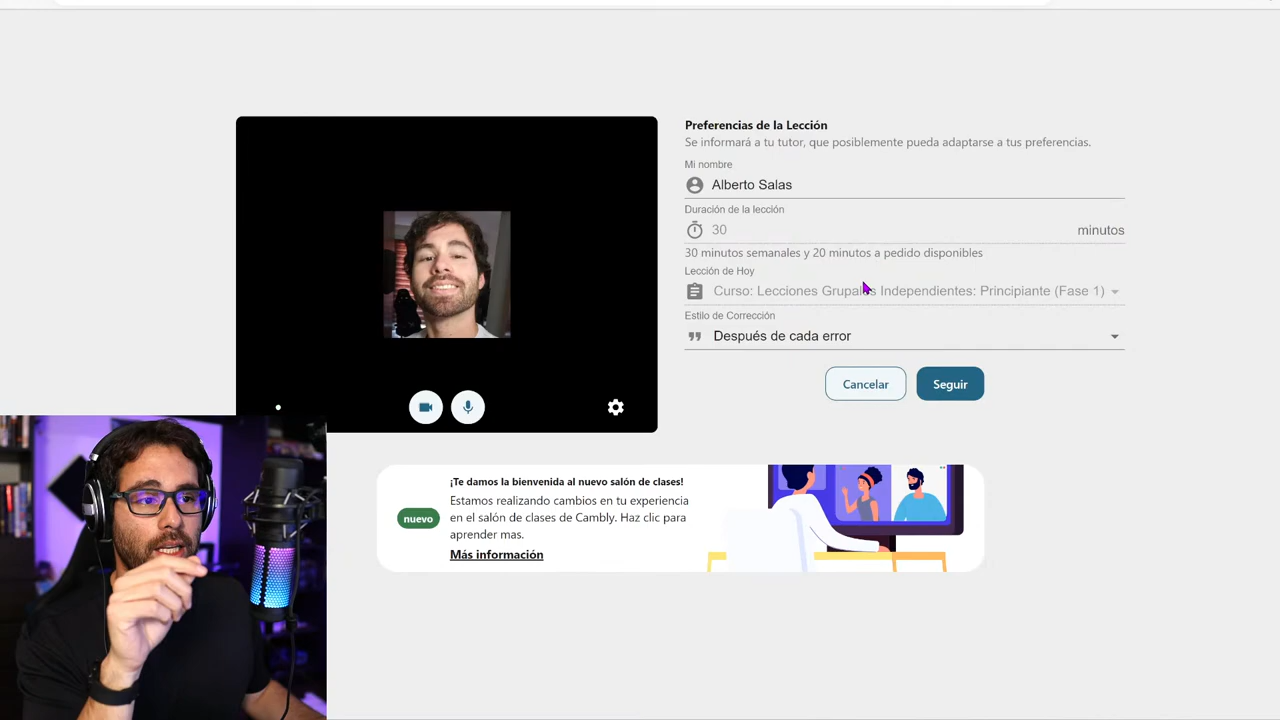 Preferencias de la Lección
Se informará a tu tutor, que posiblemente pueda adaptarse a tus preferencias.
Mi nombre
Alberto Salas
Duración de la lección
30 minutos
30 minutos semanales y 20 minutos a pedido disponibles
Lección de Hoy
Curso: Lecciones Grupales Independientes: Principiante (Fase 1)
Estilo de Corrección
Después de cada error
Cancelar
Seguir
nuevo
¡Te damos la bienvenida al nuevo salón de clases!
Estamos realizando cambios en tu experiencia
en el salón de clases de Cambly. Haz clic para
aprender mas.
Más información